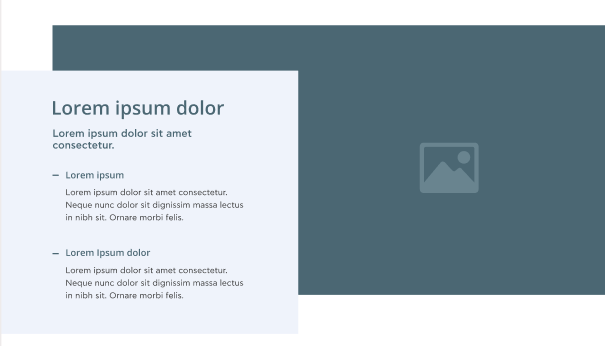 Lorem ipsum dolor
Lorem ipsum dolor sit amet
consectetur.
– Lorem ipsum
Lorem ipsum dolor sit amet consectetur.
Neque nunc dolor sit dignissim massa lectus
in nibh sit. Ornare morbi felis.
– Lorem Ipsum dolor
Lorem ipsum dolor sit amet consectetur.
Neque nunc dolor sit dignissim massa lectus
in nibh sit. Ornare morbi felis.